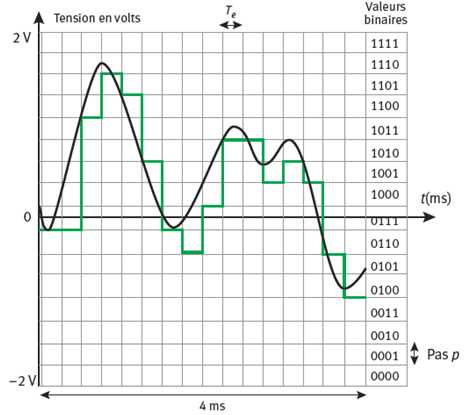 Valeurs
binaires
Tension en volts
Te
2 V
1111
1110
1101
1100
1011
1010
1001
1000
t(ms)
0
0111
0110
0101
0100
0011
0010
0001
Pas p
0000
−2 V
4 ms